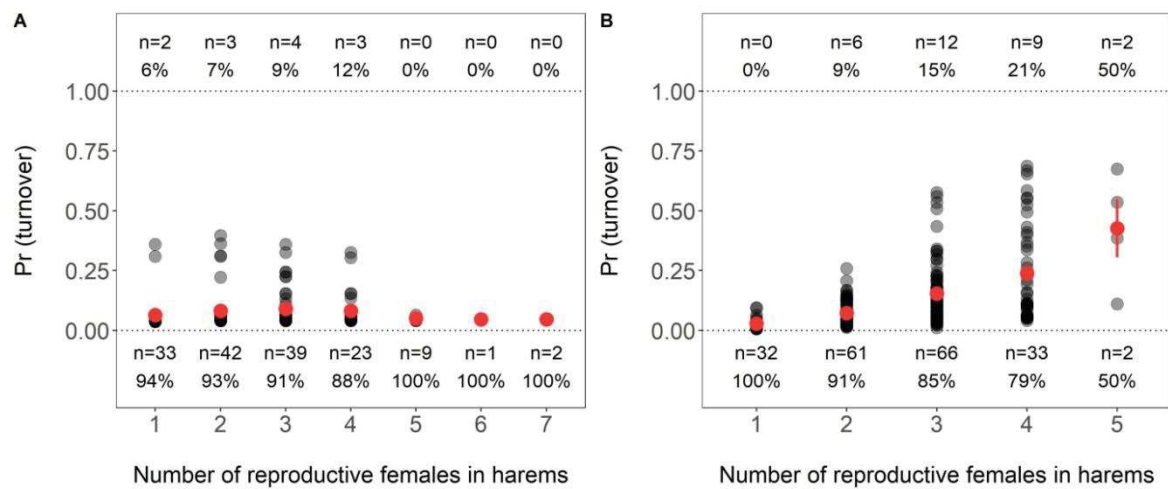 A
n=2 n=3 n=4 n=3 n=0 n=0 n=0
6% 7% 9% 12% 0% 0% 0%
1.00
0.75
0.50
0.25
0.00
n=33 n=42 n=39 n=23 n=9 n=1 n=2
94% 93% 91% 88% 100% 100% 100%
1 2 3 4 5 6 7
Pr (turnover)
Number of reproductive females in harems
B
n=0 n=6 n=12 n=9 n=2
0% 9% 15% 21% 50%
1.00
0.75
0.50
0.25
0.00
n=32 n=61 n=66 n=33 n=2
100% 91% 85% 79% 50%
1 2 3 4 5
Pr (turnover)
Number of reproductive females in harems